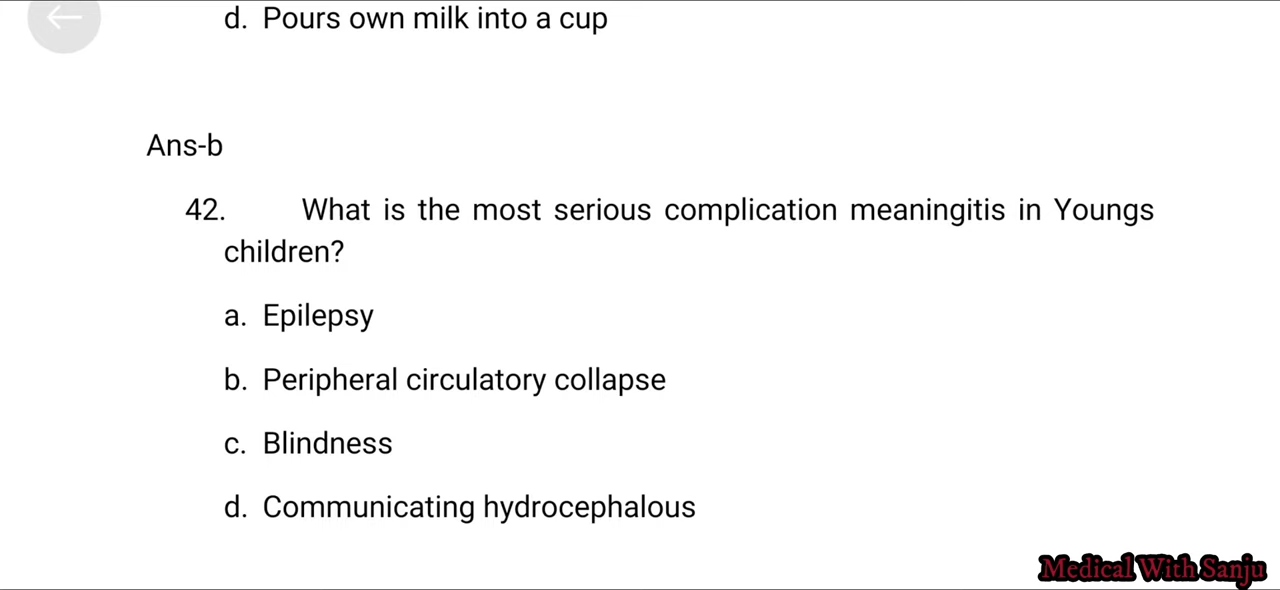 d. Pours own milk into a cup
Ans-b
42. What is the most serious complication meaningitis in Youngs
children?
a. Epilepsy
b. Peripheral circulatory collapse
c. Blindness
d. Communicating hydrocephalous
Medical With Sanju